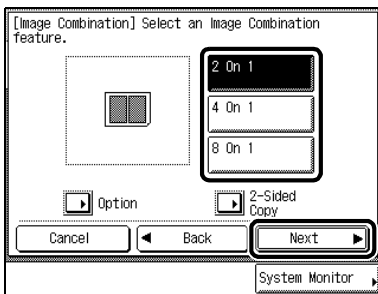 [Image Combination] Select an Image Combination
feature.
2 On 1
4 On 1
8 On 1
Option
2-Sided
Copy
Cancel
Back
Next
System Monitor